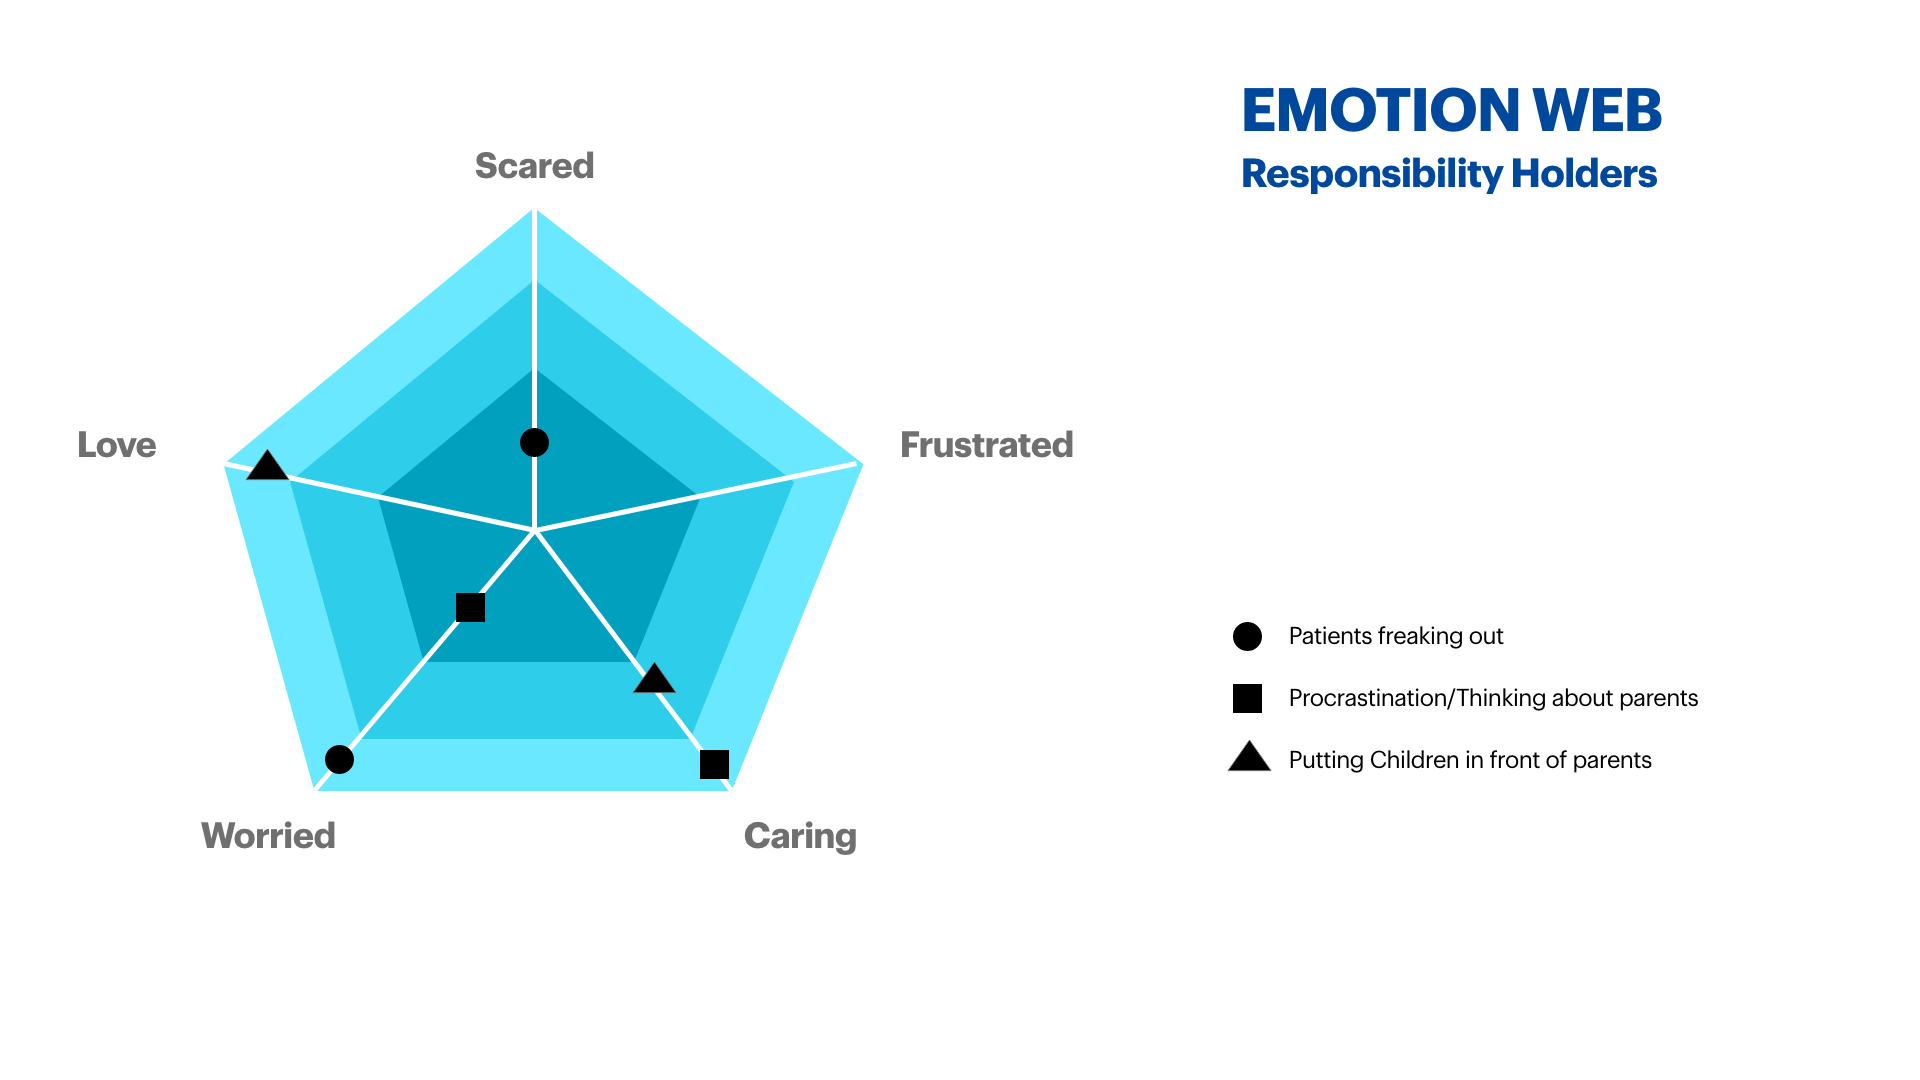 EMOTION WEB
Responsibility Holders
Scared
Love
Frustrated
Worried
Caring
Patients freaking out
Procrastination/Thinking about parents
Putting Children in front of parents